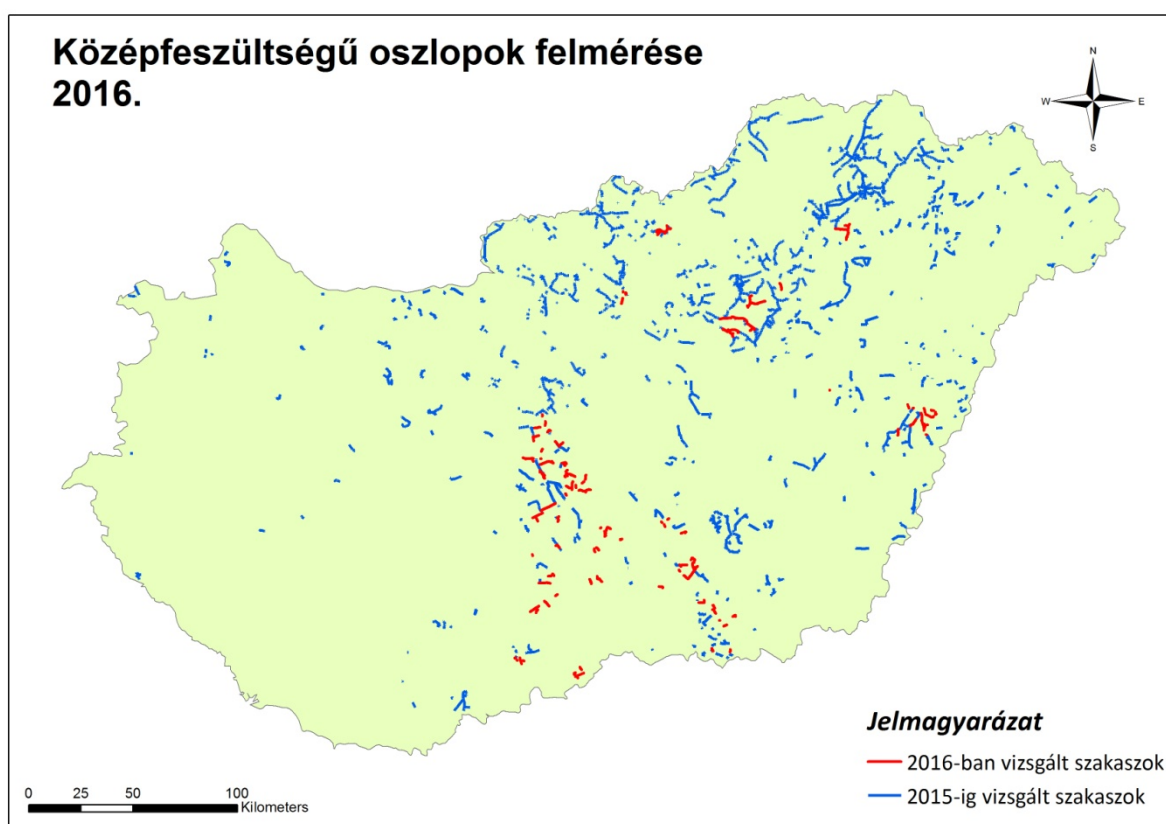 Középfeszültségű oszlopok felmérése
2016.
N
W E
S
Jelmagyarázat
2016-ban vizsgált szakaszok
2015-ig vizsgált szakaszok
0 25 50 100
Kilometers